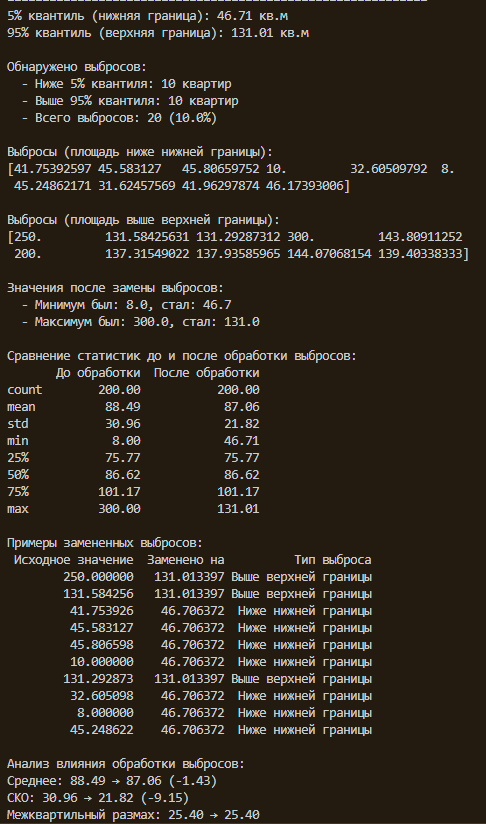 5% квантиль (нижняя граница): 46.71 кв.м
95% квантиль (верхняя граница): 131.01 кв.м
Обнаружено выбросов:
- Ниже 5% квантиля: 10 квартир
- Выше 95% квантиля: 10 квартир
- Всего выбросов: 20 (10.0%)
Выбросы (площадь ниже нижней границы):
[41.75392597 45.583127   45.80659752 10.         32.60509792  8.
45.24862171 31.62457569 41.96297874 46.17393006]
Выбросы (площадь выше верхней границы):
[250.         131.58425631 131.29287312 300.         143.80911252
200.         137.31549022 137.93585965 144.07068154 139.40338333]
Значения после замены выбросов:
- Минимум был: 8.0, стал: 46.7
- Максимум был: 300.0, стал: 131.0
Сравнение статистик до и после обработки выбросов:
До обработки  После обработки
count        200.00           200.00
mean          88.49            87.06
std           30.96            21.82
min            8.00            46.71
25%           75.77            75.77
50%           86.62            86.62
75%          101.17           101.17
max          300.00           131.01
Примеры замененных выбросов:
Исходное значение  Заменено на          Тип выброса
250.000000   131.013397 Выше верхней границы
131.584256   131.013397 Выше верхней границы
41.753926    46.706372  Ниже нижней границы
45.583127    46.706372  Ниже нижней границы
45.806598    46.706372  Ниже нижней границы
10.000000    46.706372  Ниже нижней границы
131.292873   131.013397 Выше верхней границы
32.605098    46.706372  Ниже нижней границы
8.000000    46.706372  Ниже нижней границы
45.248622    46.706372  Ниже нижней границы
Анализ влияния обработки выбросов:
Среднее: 88.49 → 87.06 (-1.43)
СКО: 30.96 → 21.82 (-9.15)
Межквартильный размах: 25.40 → 25.40